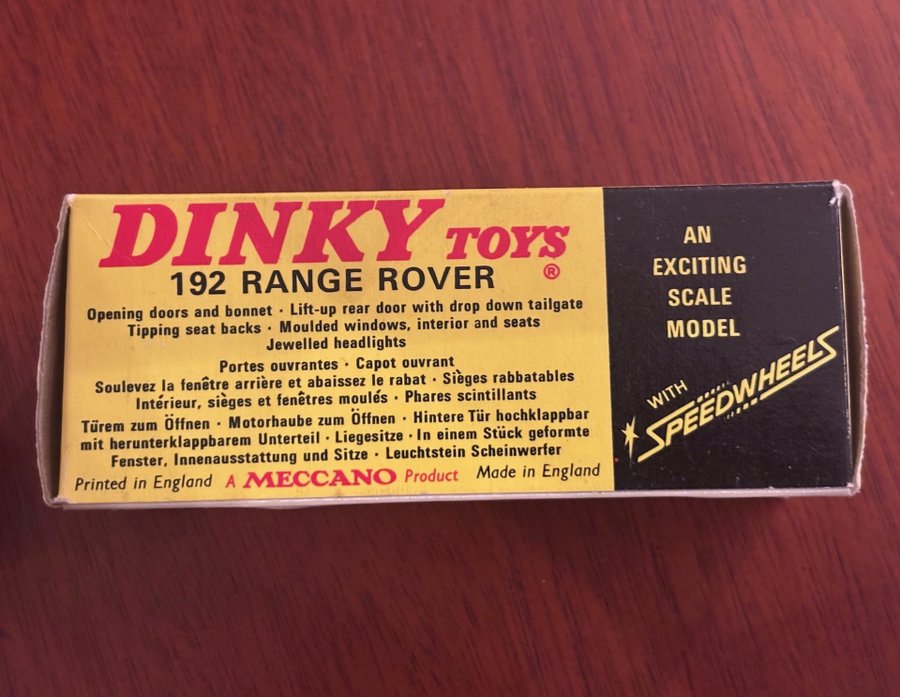 DINKY TOYS ®
192 RANGE ROVER
Opening doors and bonnet · Lift-up rear door with drop down tailgate
Tipping seat backs · Moulded windows, interior and seats
Jewelled headlights
Portes ouvrantes · Capot ouvrant
Soulevez la fenêtre arrière et abaissez le rabat · Sièges rabbatables
Intérieur, sièges et fenêtres moulés · Phares scintillants
Türem zum Öffnen · Motorhaube zum Öffnen · Hintere Tür hochklappbar
mit herunterklappbarem Unterteil · Liegesitze · In einem Stück geformte
Fenster, Innenausstattung und Sitze · Leuchtstein Scheinwerfer
Printed in England A MECCANO Product Made in England
AN
EXCITING
SCALE
MODEL
WITH
SPEEDWHEELS